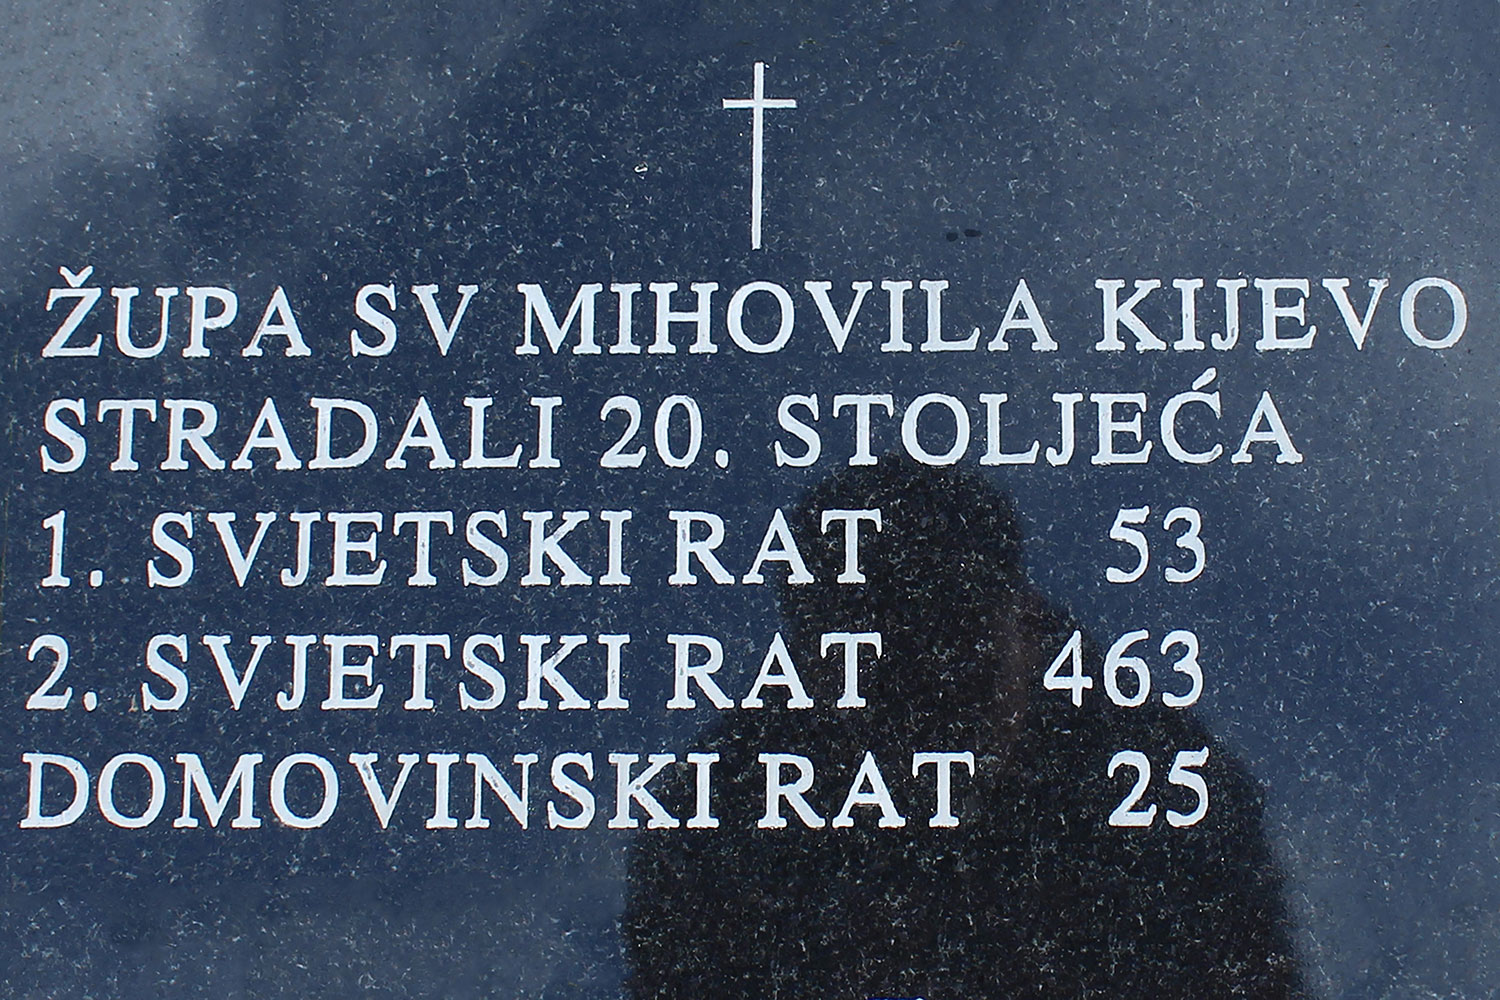 ŽUPA SV MIHOVILA KIJEVO
STRADALI 20. STOLJEĆA
1. SVJETSKI RAT 53
2. SVJETSKI RAT 463
DOMOVINSKI RAT 25